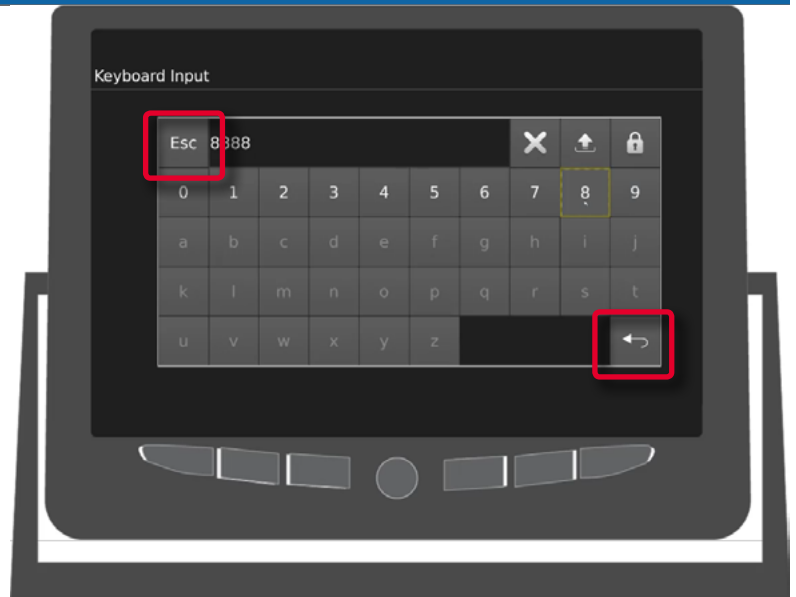 Keyboard Input
Esc 8888
0 1 2 3 4 5 6 7 8 9
a b c d e f g h i j
k l m n o p q r s t
u v w x y z